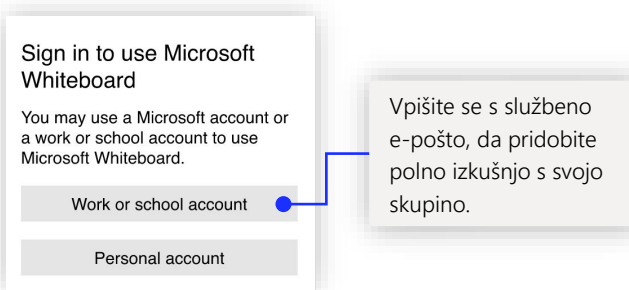 Sign in to use Microsoft
Whiteboard
You may use a Microsoft account or
a work or school account to use
Microsoft Whiteboard.
Work or school account
Personal account
Vpišite se s službeno
e-pošto, da pridobite
polno izkušnjo s svojo
skupino.